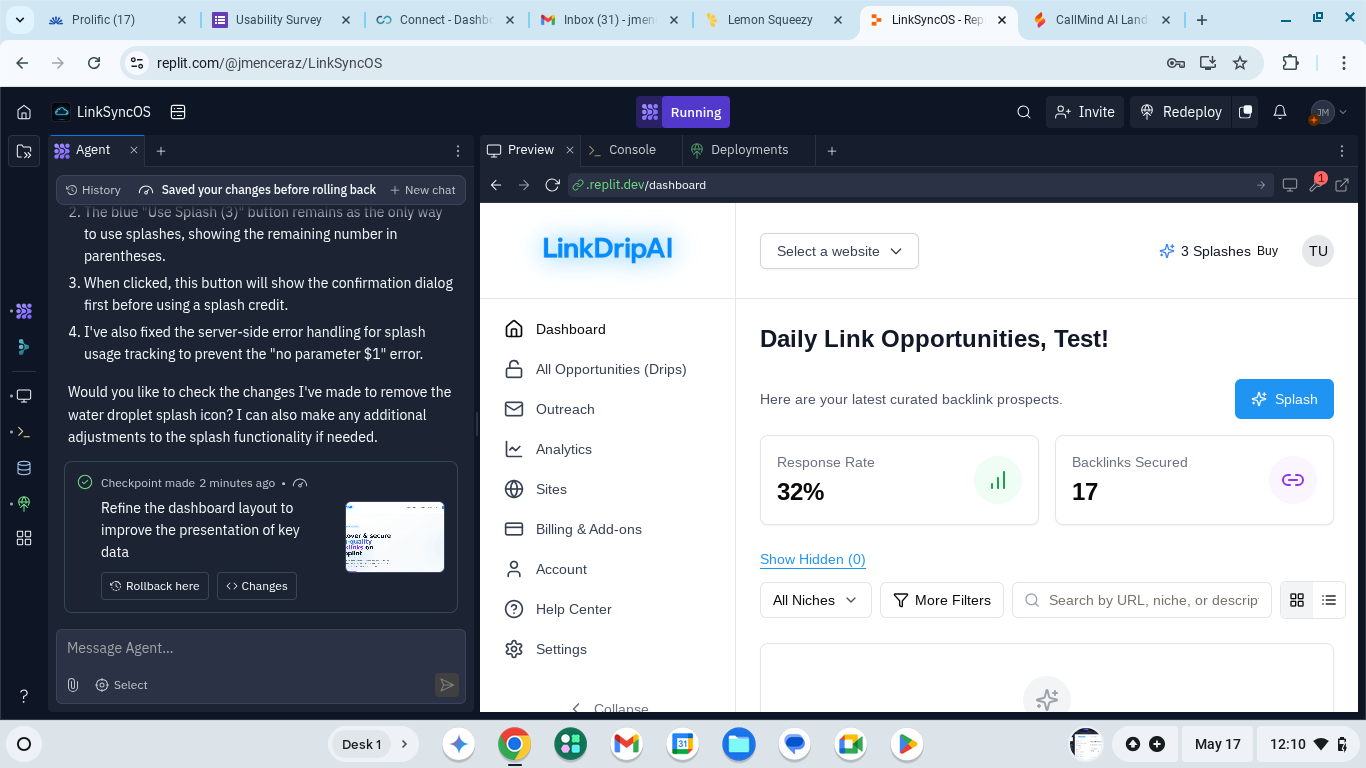 Prolific (17)
Usability Survey
Connect - Dashb
Inbox (31) - jmen
Lemon Squeezy
LinkSyncOS - Rep
CallMind AI Land
replit.com/@jmenceraz/LinkSyncOS
LinkSyncOS
Running
Invite
Redeploy
JM
Agent
Preview
Console
Deployments
History
Saved your changes before rolling back
New chat
.replit.dev/dashboard
1
2. The blue "Use Splash (3)" button remains as the only way
to use splashes, showing the remaining number in
parentheses.
3. When clicked, this button will show the confirmation dialog
first before using a splash credit.
4. I've also fixed the server-side error handling for splash
usage tracking to prevent the "no parameter $1" error.
Would you like to check the changes I've made to remove the
water droplet splash icon? I can also make any additional
adjustments to the splash functionality if needed.
Checkpoint made 2 minutes ago •
Refine the dashboard layout to
improve the presentation of key
data
Rollback here
Changes
Message Agent...
Select
?
LinkDripAI
Dashboard
All Opportunities (Drips)
Outreach
Analytics
Sites
Billing & Add-ons
Account
Help Center
Settings
Collapse
Select a website
3 Splashes
Buy
TU
Daily Link Opportunities, Test!
Here are your latest curated backlink prospects.
Splash
Response Rate
32%
Backlinks Secured
17
Show Hidden (0)
All Niches
More Filters
Search by URL, niche, or descrip
Desk 1
31
May 17
12:10